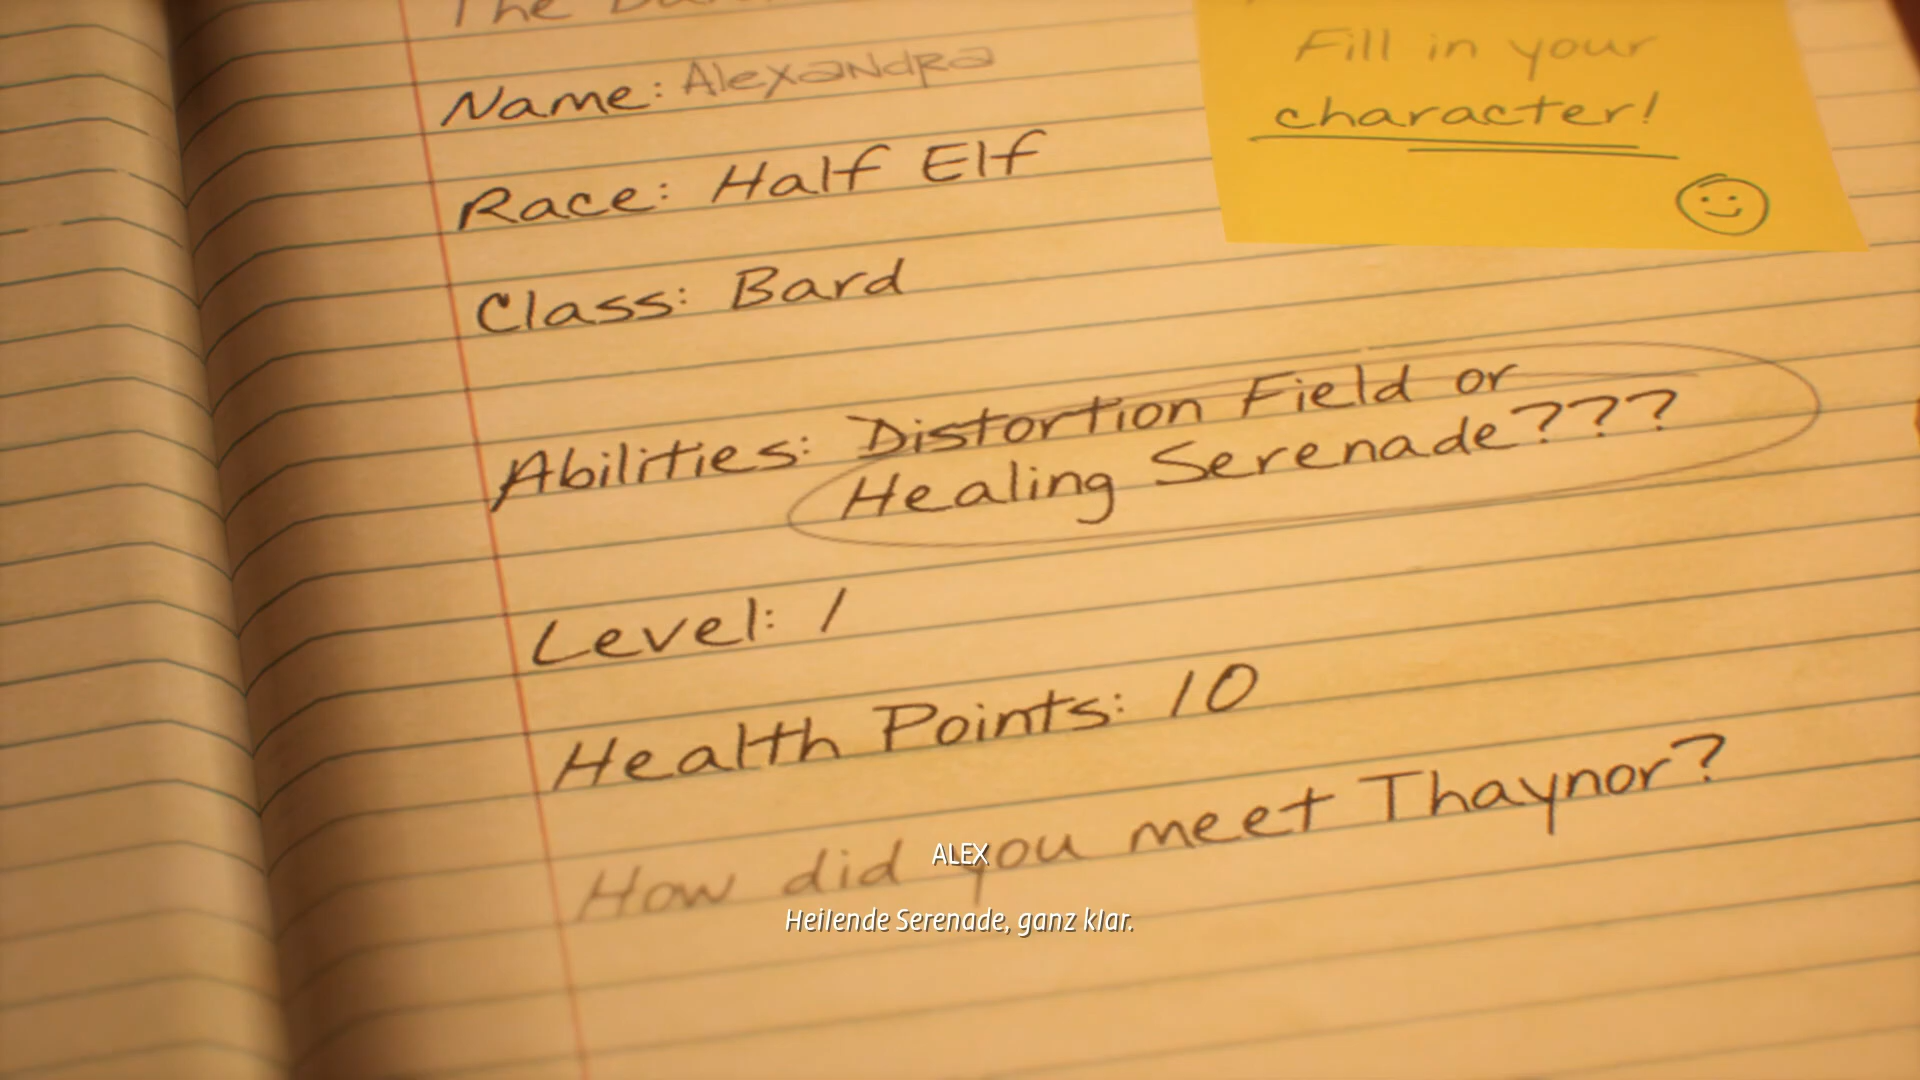 The
Name: Alexandra
Race: Half Elf
Class: Bard
Abilities: Distortion Field or
Healing Serenade???
Level: 1
Health Points: 10
How did you meet Thaynor?
Fill in your
character!
ALEX
Heilende Serenade, ganz klar.